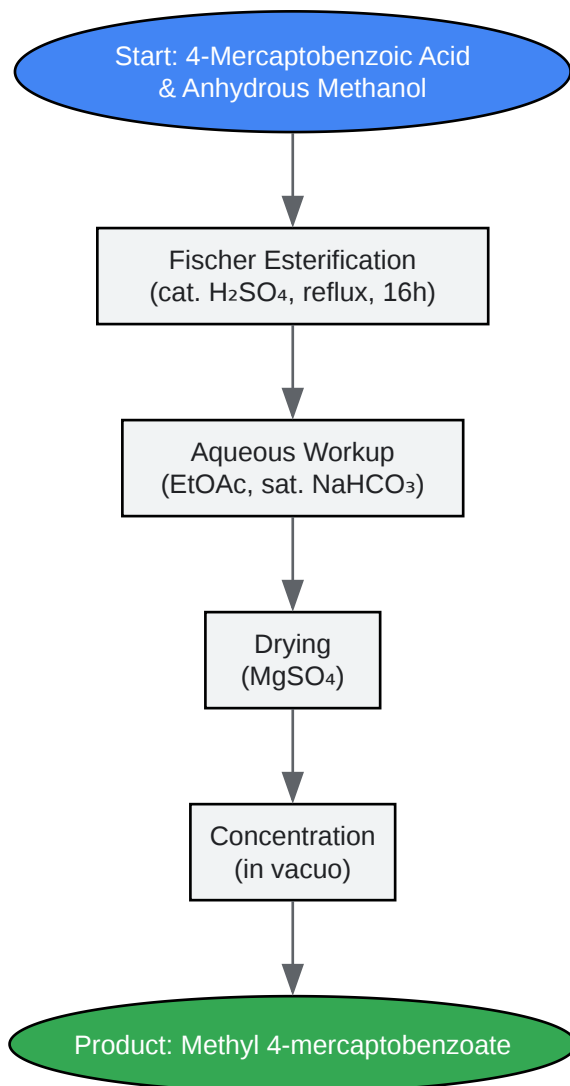 Start: 4-Mercaptobenzoic Acid
& Anhydrous Methanol
Fischer Esterification
(cat. H₂SO₄, reflux, 16h)
Aqueous Workup
(EtOAc, sat. NaHCO₃)
Drying
(MgSO₄)
Concentration
(in vacuo)
Product: Methyl 4-mercaptobenzoate